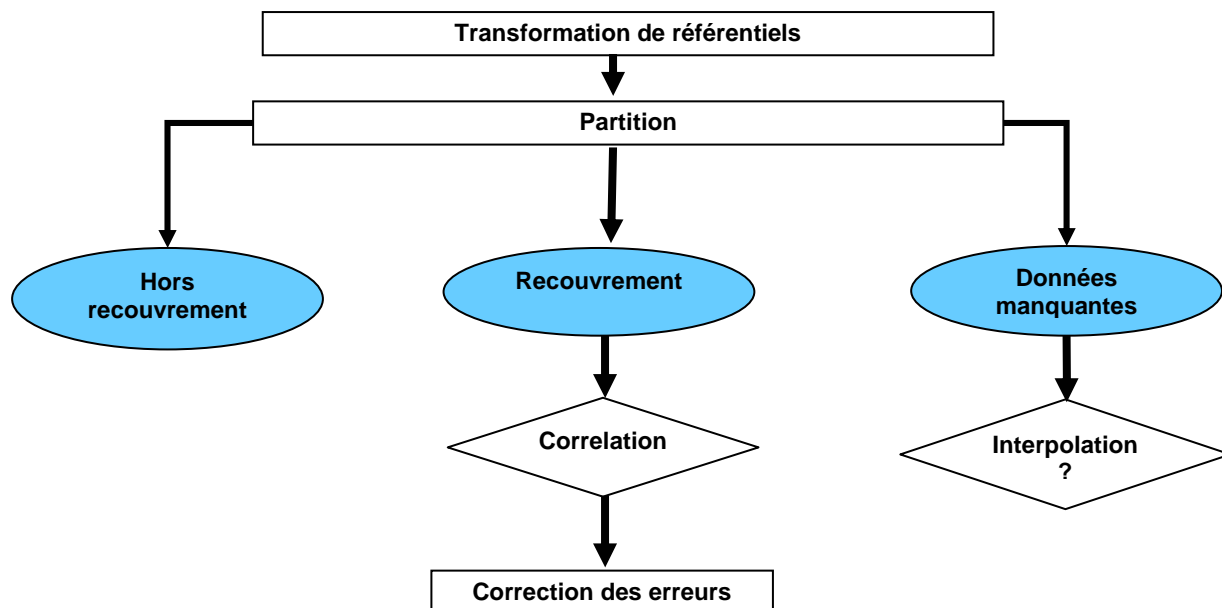 Transformation de référentiels
Partition
Hors
recouvrement
Recouvrement
Données
manquantes
Correlation
Interpolation
?
Correction des erreurs